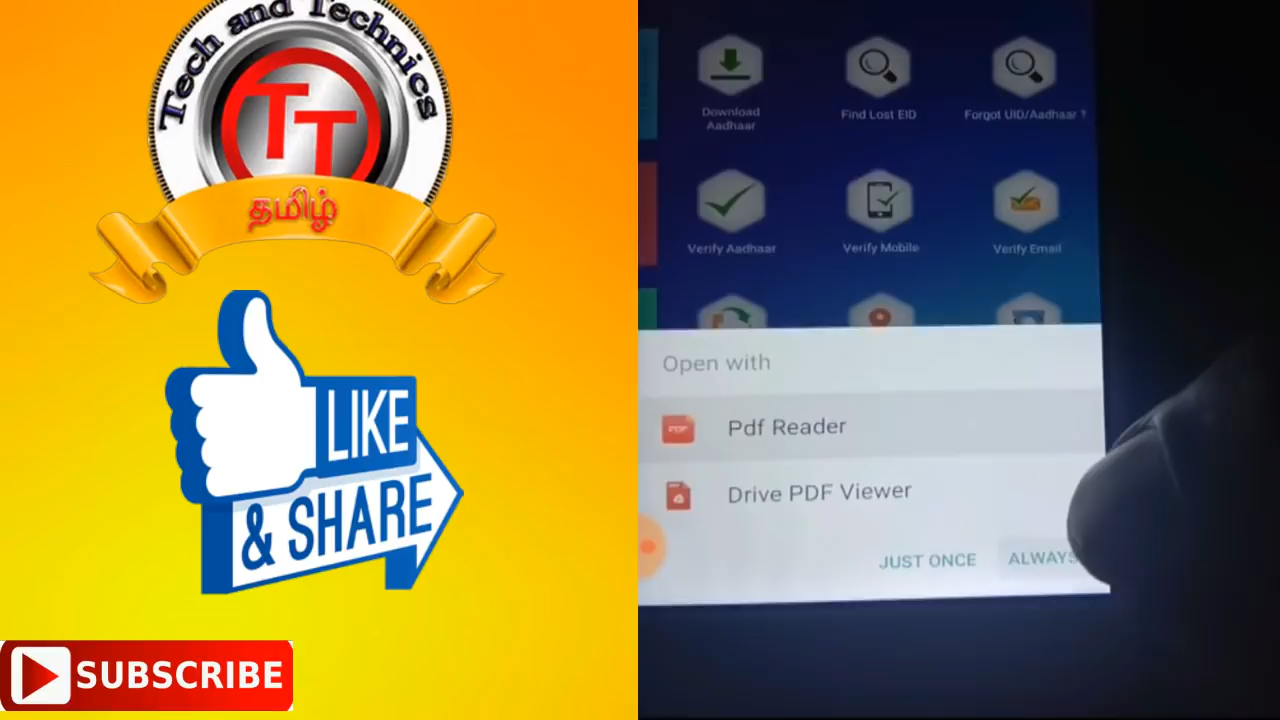 Tech and Technics
TT
தமிழ்
LIKE
& SHARE
SUBSCRIBE
Download
Aadhaar
Find Lost EID
Forgot UID/Aadhaar ?
Verify Aadhaar
Verify Mobile
Verify Email
Open with
PDF
Pdf Reader
Drive PDF Viewer
JUST ONCE
ALWAYS